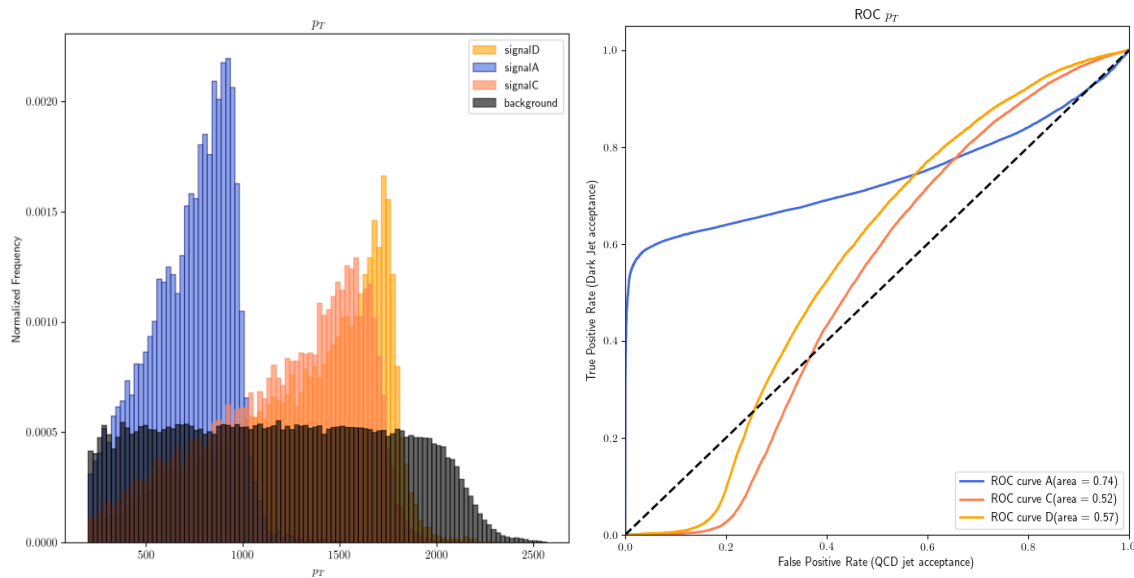 p_T
signalD
signalA
signalC
background
Normalized Frequency
0.0020
0.0015
0.0010
0.0005
0.0000
500 1000 1500 2000 2500
p_T
ROC p_T
True Positive Rate (Dark Jet acceptance)
1.0
0.8
0.6
0.4
0.2
0.0
ROC curve A(area = 0.74)
ROC curve C(area = 0.52)
ROC curve D(area = 0.57)
0.0 0.2 0.4 0.6 0.8 1.0
False Positive Rate (QCD jet acceptance)